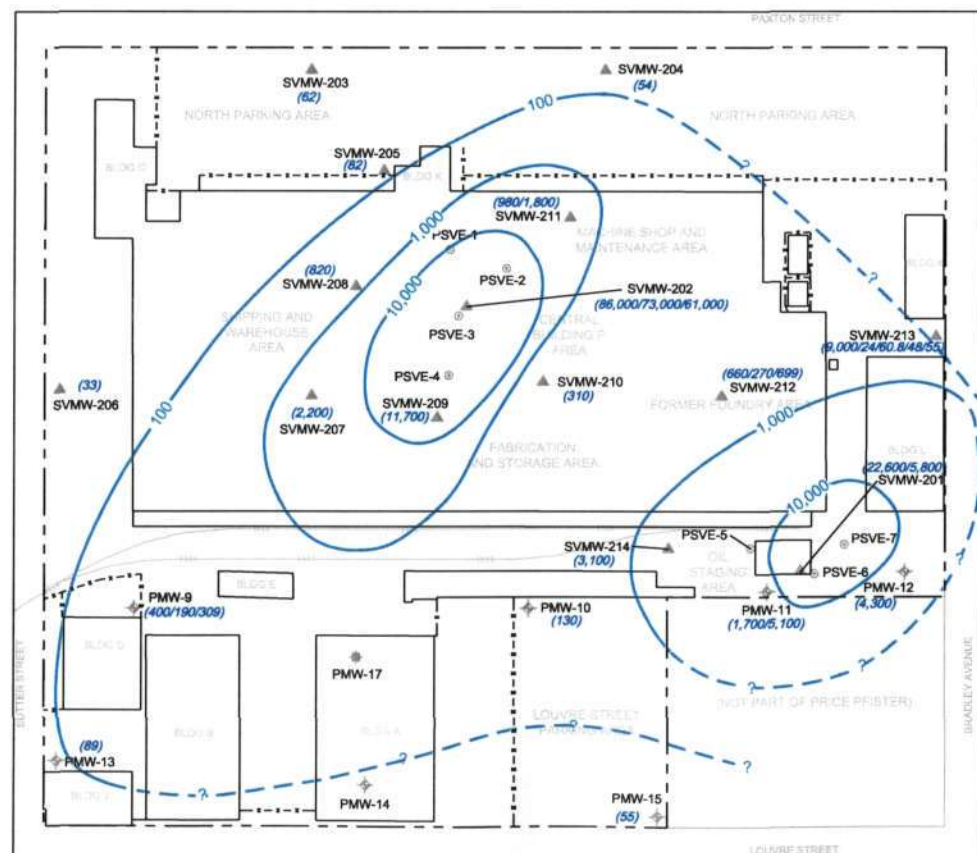 PAXTON STREET
SVMW-203
(62)
SVMW-204
(54)
NORTH PARKING AREA
NORTH PARKING AREA
100
BLDG C
SVMW-205
(82)
BLDG K
(980/1,800)
SVMW-211
1,000
PSVE-1
MACHINE SHOP AND
MAINTENANCE AREA
?
PSVE-2
(820)
SVMW-208
10,000
SVMW-202
(86,000/73,000/61,000)
PSVE-3
SHIPPING AND
WAREHOUSE
AREA
CENTRAL
BUILDING P
AREA
?
SVMW-213
(9,000/24/60.8/48/55)
(33)
SVMW-206
100
PSVE-4
SVMW-210
(310)
(660/270/699)
SVMW-212
(2,200)
SVMW-207
SVMW-209
(11,700)
FORMER FOUNDRY AREA
1,000
?
FABRICATION
AND STORAGE AREA
BLDG L
(22,600/5,800)
SVMW-201
10,000
SVMW-214
(3,100)
PSVE-5
PSVE-7
OIL
STAGING
AREA
PSVE-6
PMW-12
(4,300)
BLDG E
PMW-9
(400/190/309)
PMW-10
(130)
PMW-11
(1,700/5,100)
?
BLDG D
PMW-17
SUTTER STREET
BRADLEY AVENUE
?
?
(NOT PART OF PRICE PFISTER)
BLDG B
BLDG A
LOUVRE STREET
PARKING AREA
?
(89)
PMW-13
?
?
?
PMW-14
PMW-15
(55)
LOUVRE STREET